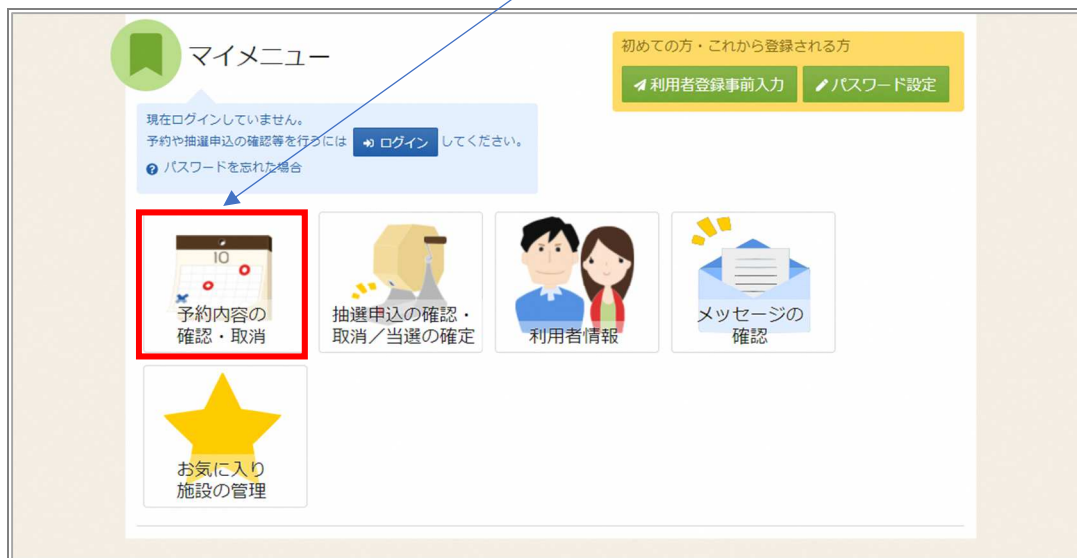 マイメニュー
初めての方・これから登録される方
利用者登録事前入力
パスワード設定
現在ログインしていません。
予約や抽選申込の確認等を行うには ログイン してください。
パスワードを忘れた場合
10
予約内容の
確認・取消
抽選申込の確認・
取消／当選の確定
利用者情報
メッセージの
確認
お気に入り
施設の管理